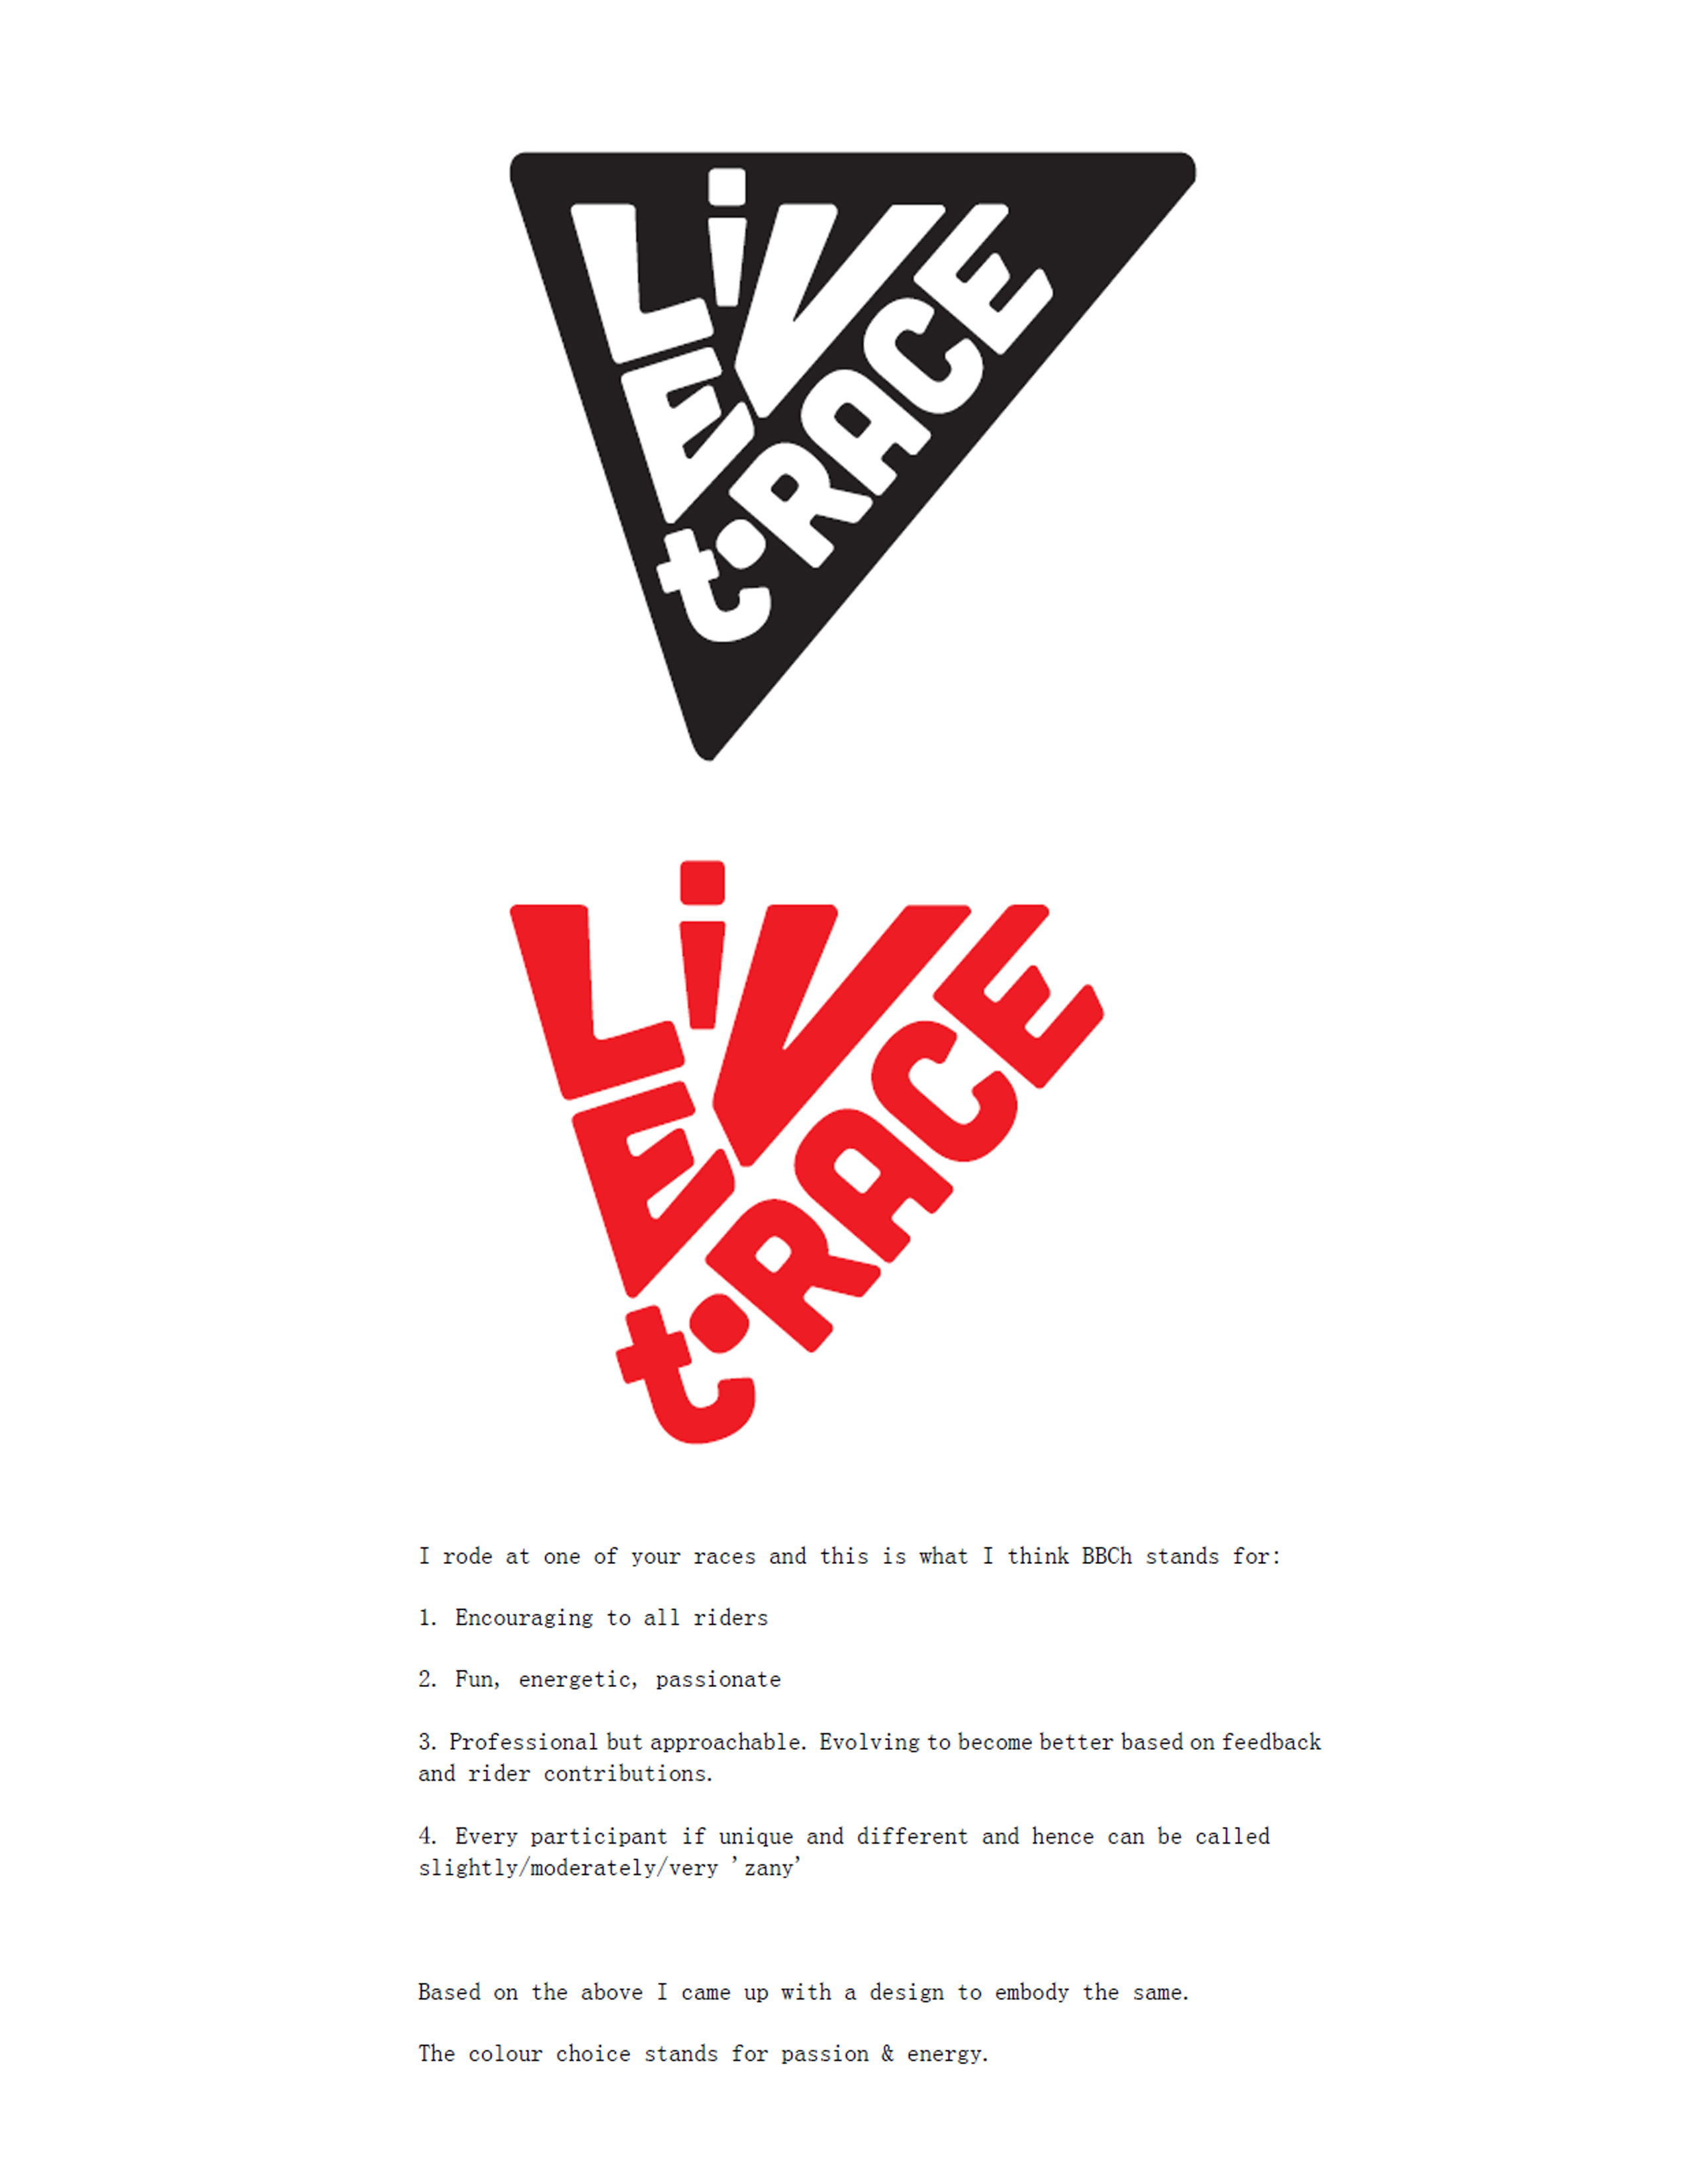 LiVE
LEt.RACE
LiVE
LEt.RACE
I rode at one of your races and this is what I think BBCh stands for:
1. Encouraging to all riders
2. Fun, energetic, passionate
3. Professional but approachable. Evolving to become better based on feedback
and rider contributions.
4. Every participant if unique and different and hence can be called
slightly/moderately/very 'zany'
Based on the above I came up with a design to embody the same.
The colour choice stands for passion & energy.